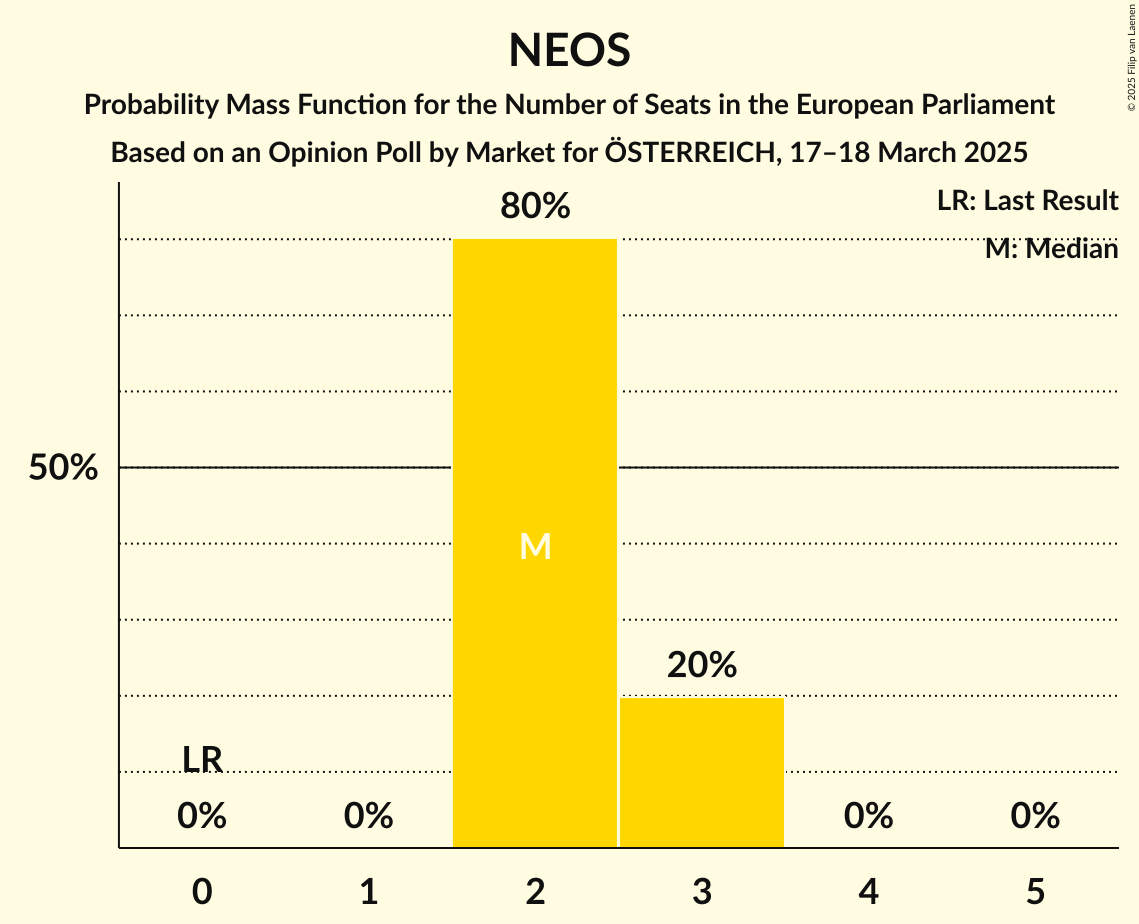 NEOS
Probability Mass Function for the Number of Seats in the European Parliament
Based on an Opinion Poll by Market for ÖSTERREICH, 17–18 March 2025
© 2025 Filip van Laenen
LR: Last Result
M: Median
80%
50%
M
20%
LR
0%
0%
0%
0%
0
1
2
3
4
5